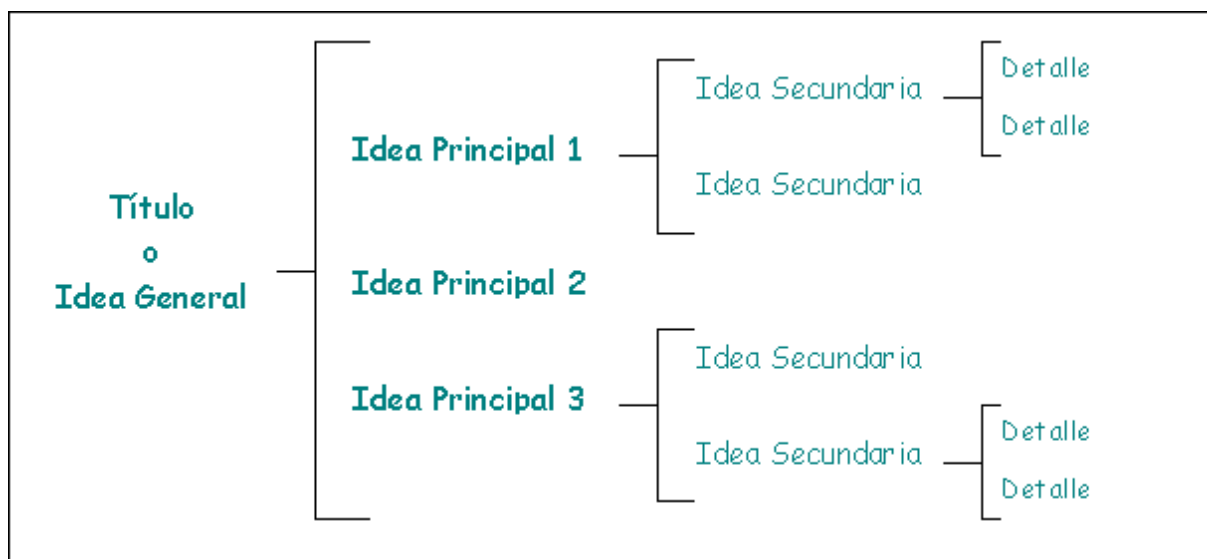 Título
o
Idea General
Idea Principal 1
Idea Secundaria
Detalle
Detalle
Idea Secundaria
Idea Principal 2
Idea Principal 3
Idea Secundaria
Idea Secundaria
Detalle
Detalle